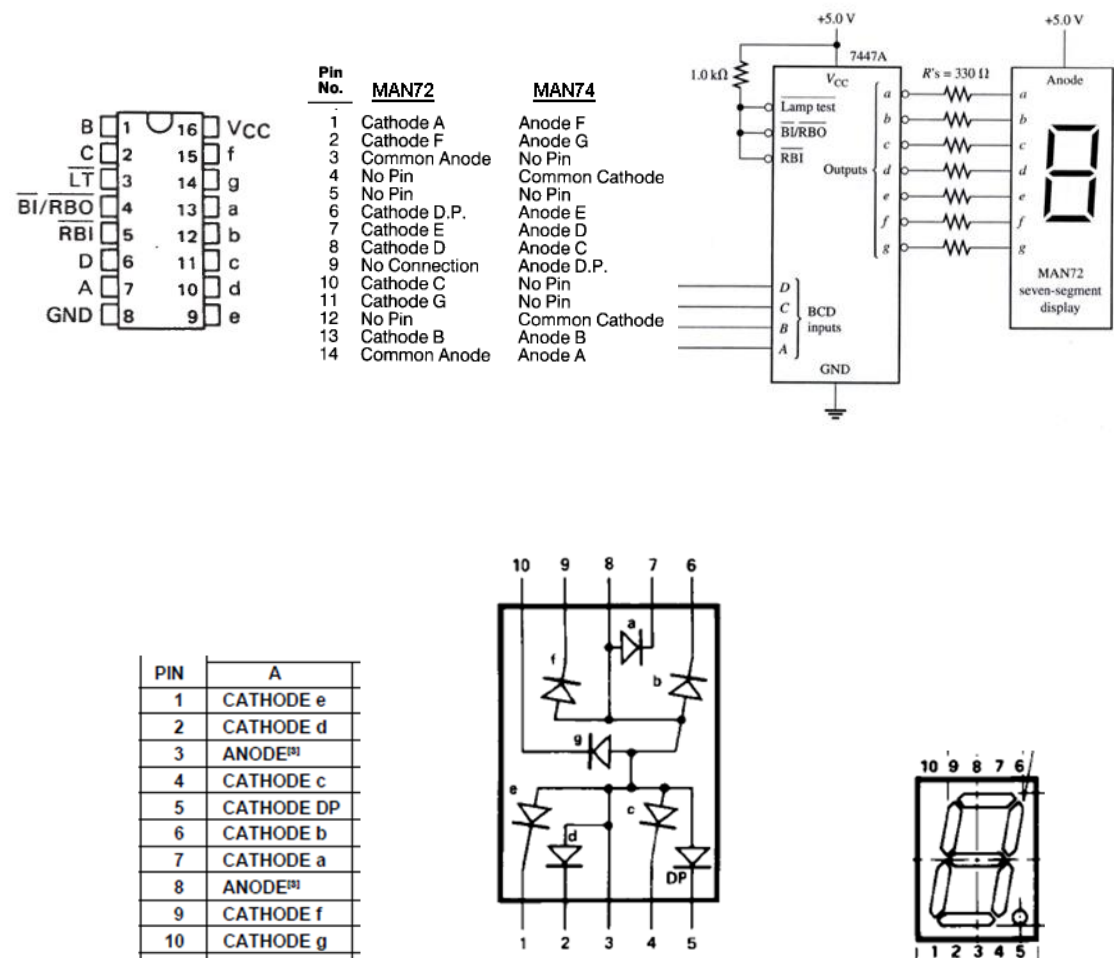 B 1 16 VCC
C 2 15 f
LT 3 14 g
BI/RBO 4 13 a
RBI 5 12 b
D 6 11 c
A 7 10 d
GND 8 9 e
Pin
No. MAN72 MAN74
1 Cathode A Anode F
2 Cathode F Anode G
3 Common Anode No Pin
4 No Pin Common Cathode
5 No Pin No Pin
6 Cathode D.P. Anode E
7 Cathode E Anode D
8 Cathode D Anode C
9 No Connection Anode D.P.
10 Cathode C No Pin
11 Cathode G No Pin
12 No Pin Common Cathode
13 Cathode B Anode B
14 Common Anode Anode A
+5.0 V +5.0 V
7447A
1.0 kΩ VCC R's = 330 Ω Anode
Lamp test
BI/RBO
RBI
Outputs
a a
b b
c c
d d
e e
f f
g g
MAN72
seven-segment
display
D
C BCD
B inputs
A
GND
PIN A
1 CATHODE e
2 CATHODE d
3 ANODE[3]
4 CATHODE c
5 CATHODE DP
6 CATHODE b
7 CATHODE a
8 ANODE[3]
9 CATHODE f
10 CATHODE g
10 9 8 7 6
a
f
b
g
e
c
d
DP
1 2 3 4 5
10 9 8 7 6
1 2 3 4 5